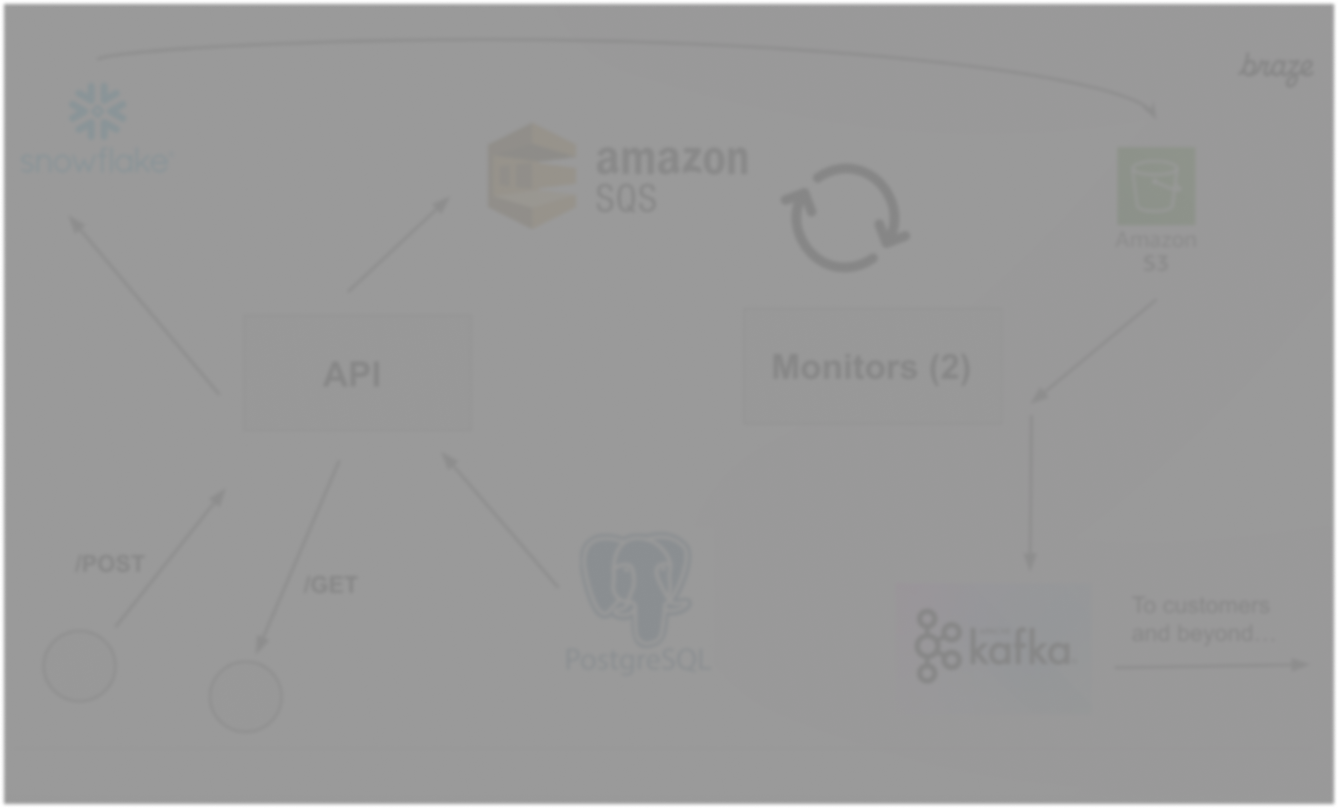 braze
snowflake
amazon
SQS
Amazon
S3
API
Monitors (2)
/POST
/GET
PostgreSQL
kafka
To customers
and beyond...